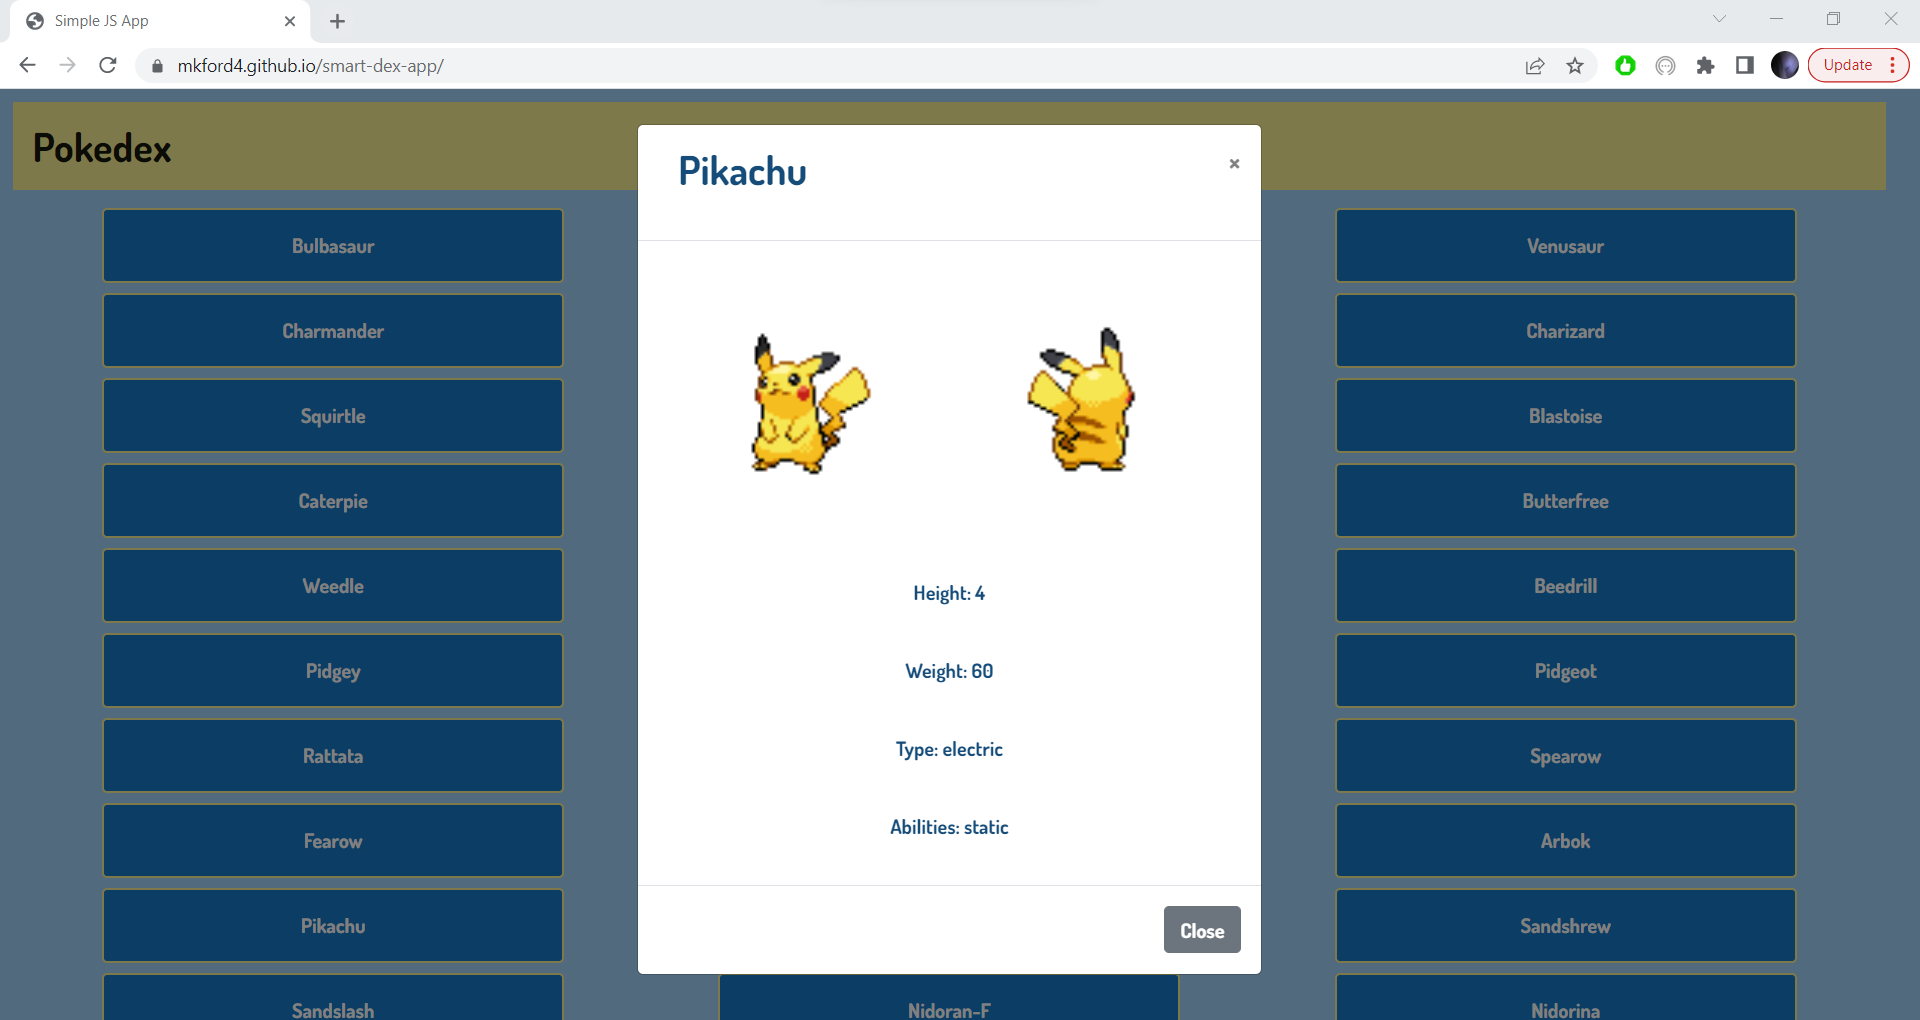 Simple JS App
mkford4.github.io/smart-dex-app/
Update
Pokedex
Pikachu
×
Height: 4
Weight: 60
Type: electric
Abilities: static
Close
Bulbasaur
Venusaur
Charmander
Charizard
Squirtle
Blastoise
Caterpie
Butterfree
Weedle
Beedrill
Pidgey
Pidgeot
Rattata
Spearow
Fearow
Arbok
Pikachu
Sandshrew
Sandslash
Nidoran-F
Nidorina